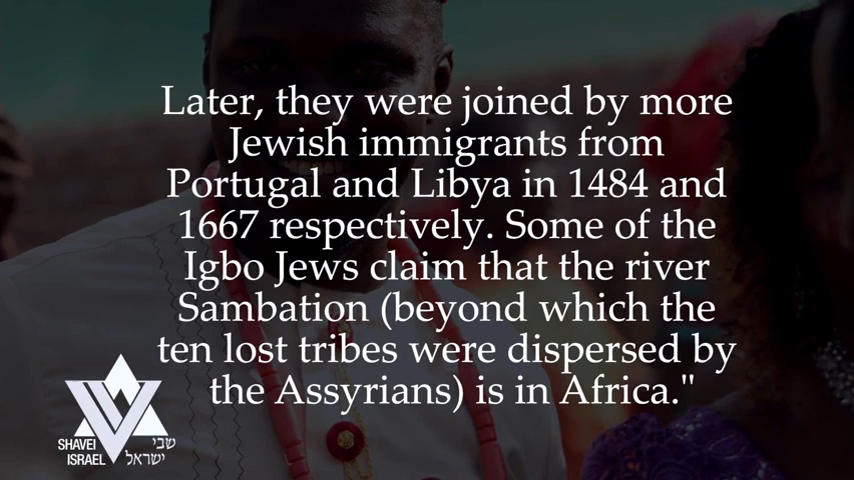 Later, they were joined by more
Jewish immigrants from
Portugal and Libya in 1484 and
1667 respectively. Some of the
Igbo Jews claim that the river
Sambation (beyond which the
ten lost tribes were dispersed by
the Assyrians) is in Africa."
SHAVEI שבי
ISRAEL ישראל